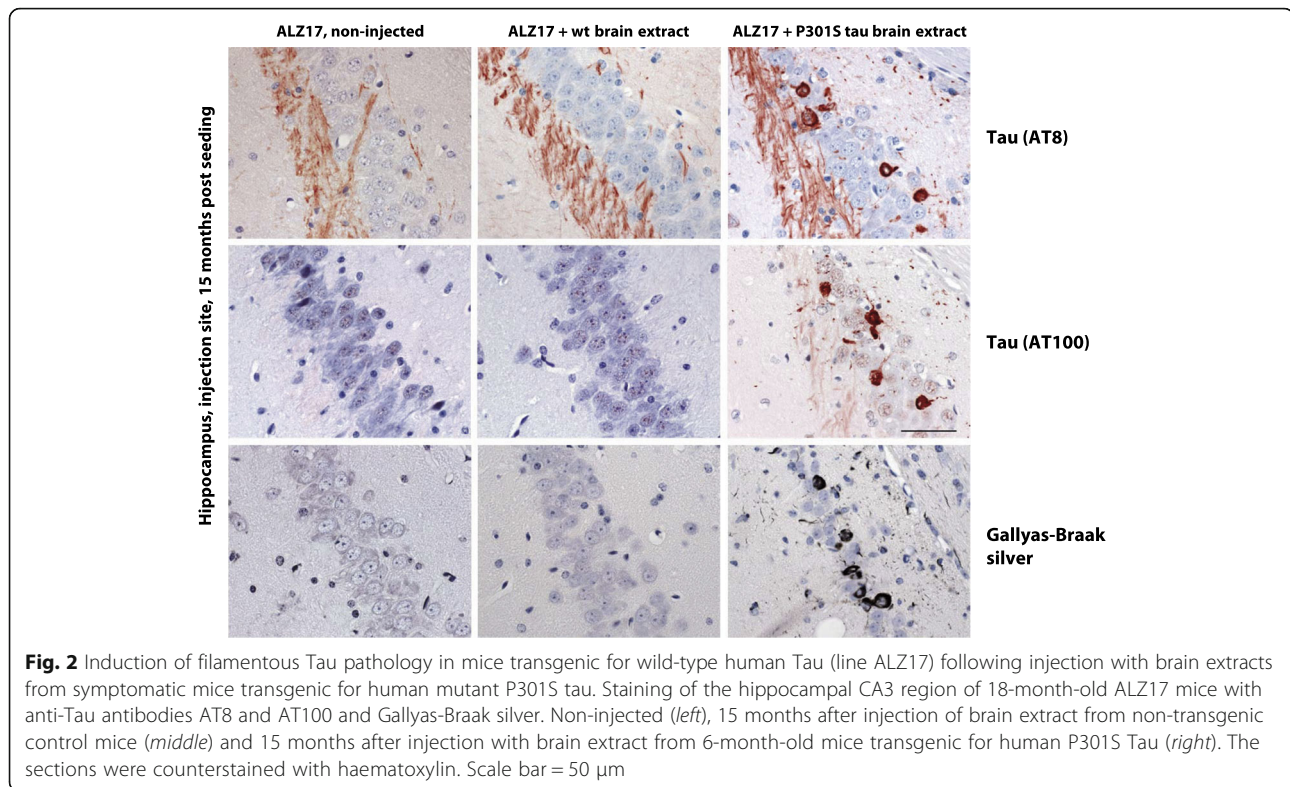 ALZ17, non-injected
ALZ17 + wt brain extract
ALZ17 + P301S tau brain extract
Hippocampus, injection site, 15 months post seeding
Tau (AT8)
Tau (AT100)
Gallyas-Braak
silver
Fig. 2 Induction of filamentous Tau pathology in mice transgenic for wild-type human Tau (line ALZ17) following injection with brain extracts
from symptomatic mice transgenic for human mutant P301S tau. Staining of the hippocampal CA3 region of 18-month-old ALZ17 mice with
anti-Tau antibodies AT8 and AT100 and Gallyas-Braak silver. Non-injected (left), 15 months after injection of brain extract from non-transgenic
control mice (middle) and 15 months after injection with brain extract from 6-month-old mice transgenic for human P301S Tau (right). The
sections were counterstained with haematoxylin. Scale bar = 50 μm